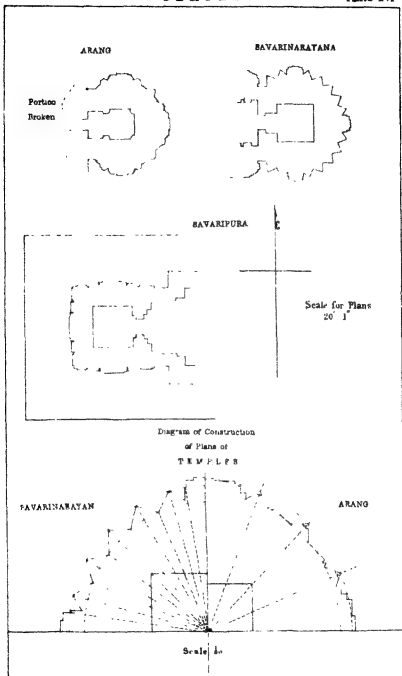 ARANG
SAVARINARAYANA
Portico
Broken
SAVARIPURA
Scale for Plans
20' 1"
Diagram of Construction
of Plans of
TEMPLES
SAVARINARAYAN
ARANG
Scale